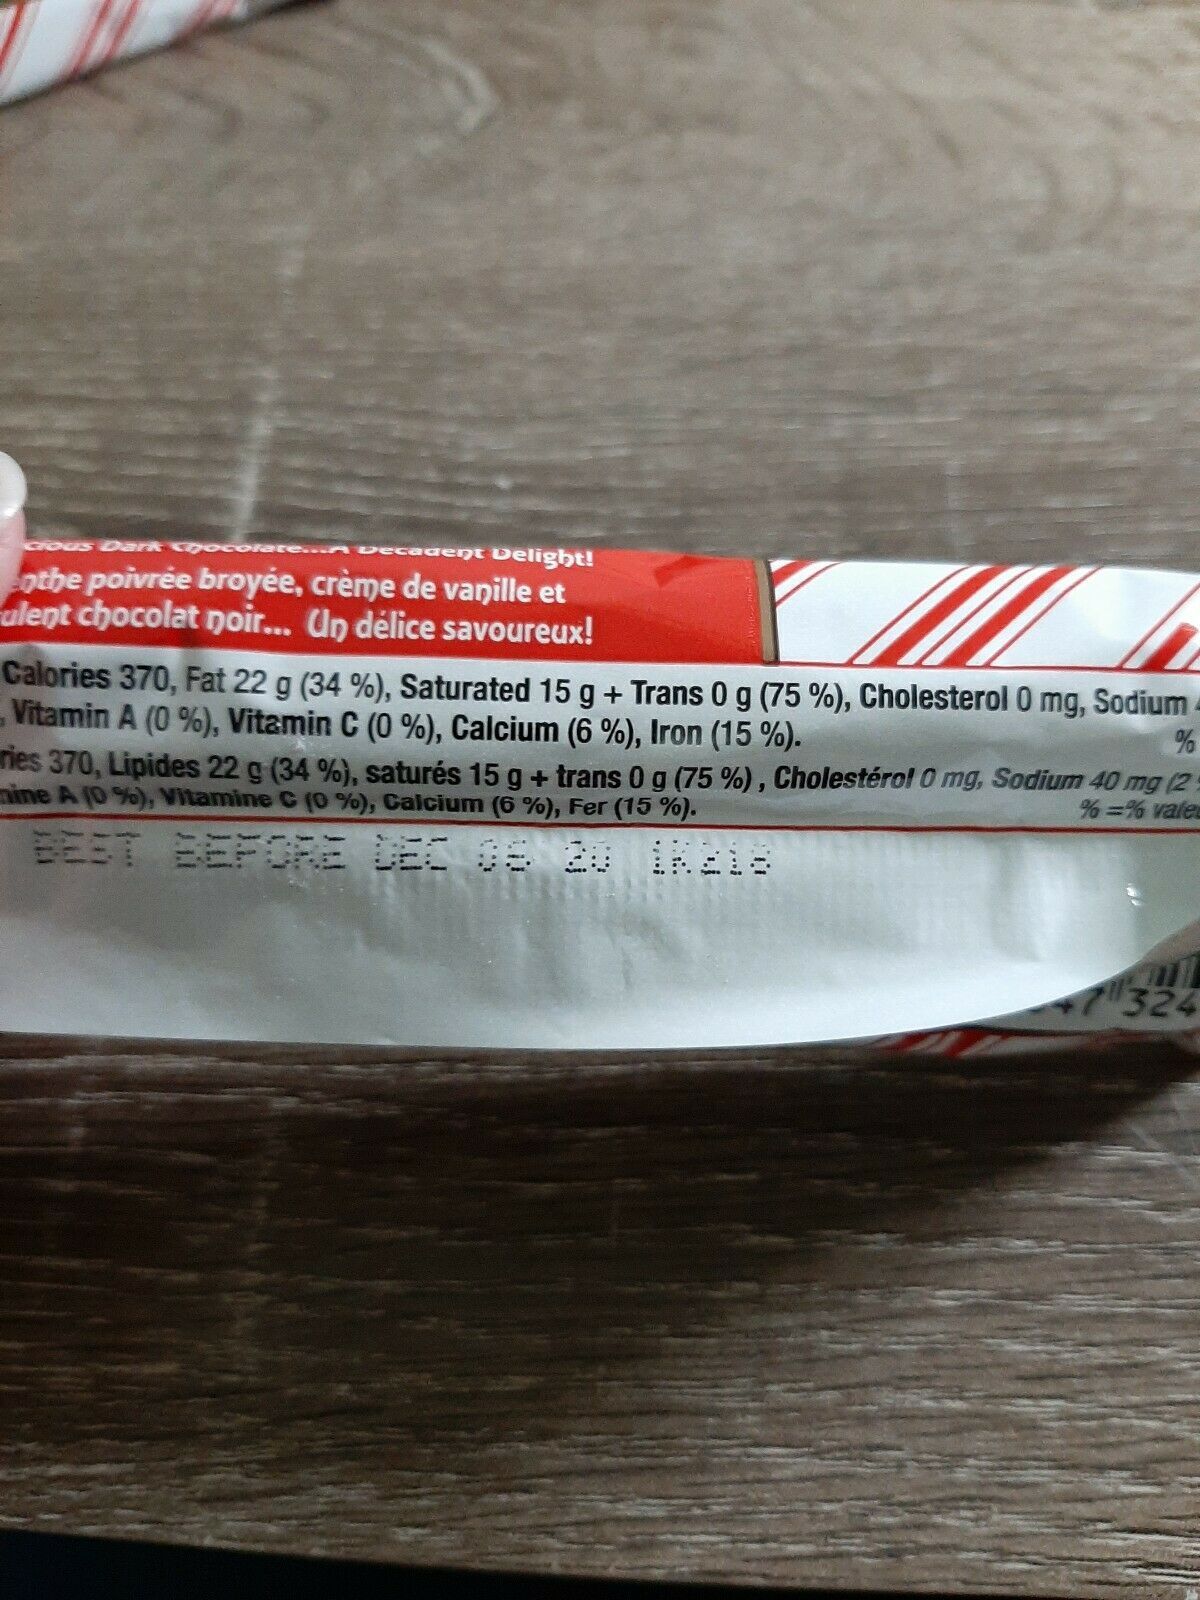 Dark Chocolate...A Decadent Delight!
poivrée broyée, crème de vanille et
chocolat noir... Un délice savoureux!
Calories 370, Fat 22 g (34 %), Saturated 15 g + Trans 0 g (75 %), Cholesterol 0 mg, Sodium
, Vitamin A (0 %), Vitamin C (0 %), Calcium (6 %), Iron (15 %).
%
370, Lipides 22 g (34 %), saturés 15 g + trans 0 g (75 %) , Cholestérol 0 mg, Sodium 40 mg (2
A (0 %), Vitamine C (0 %), Calcium (6 %), Fer (15 %).
% =%
BEST BEFORE DEC 20
324